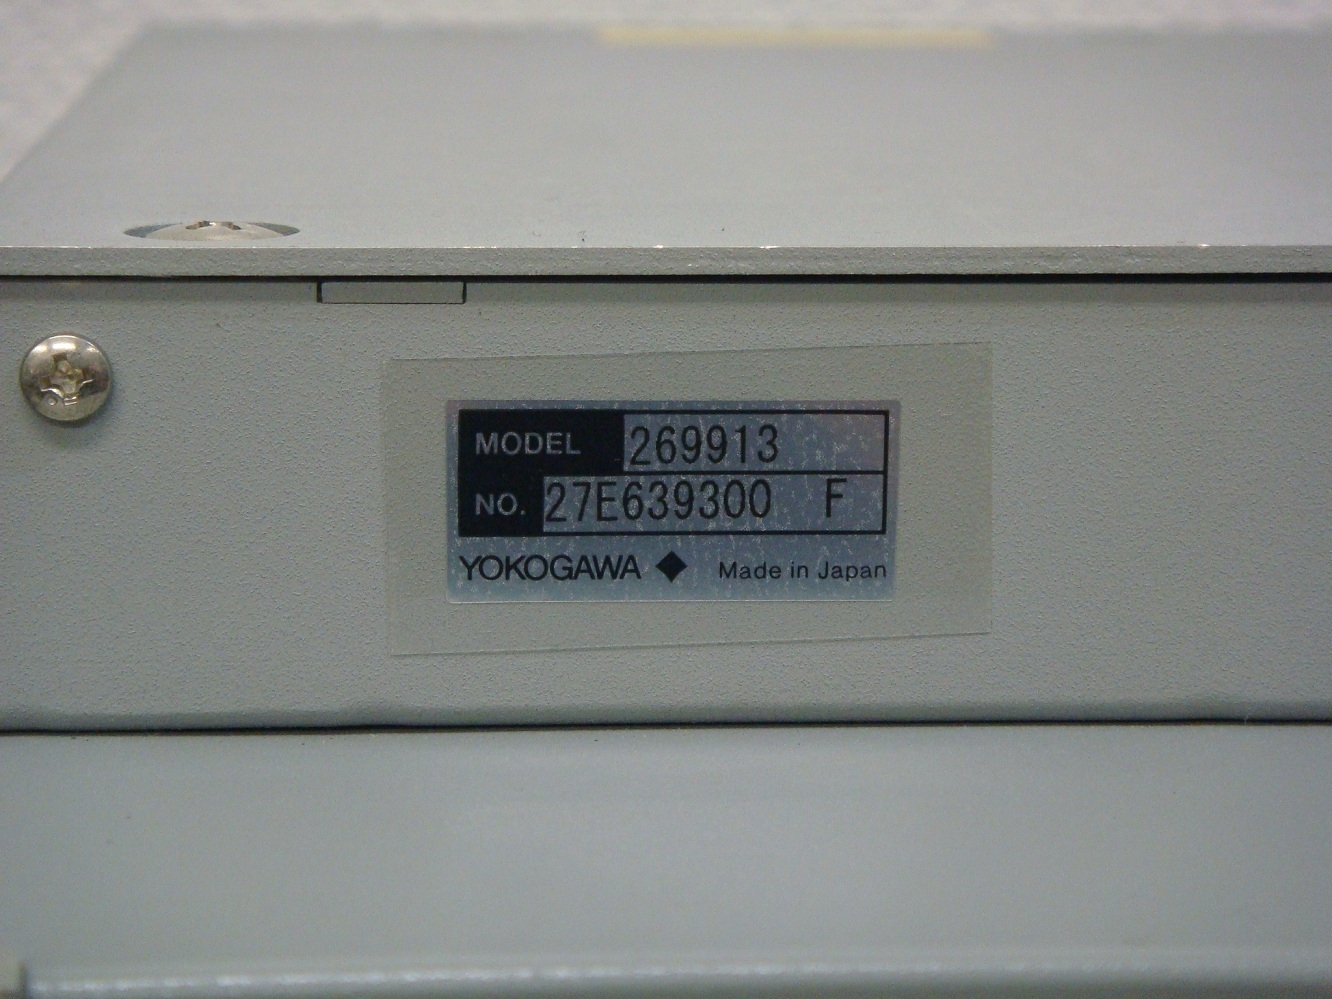 MODEL 269913
NO. 27E639300 F
YOKOGAWA ◆ Made in Japan